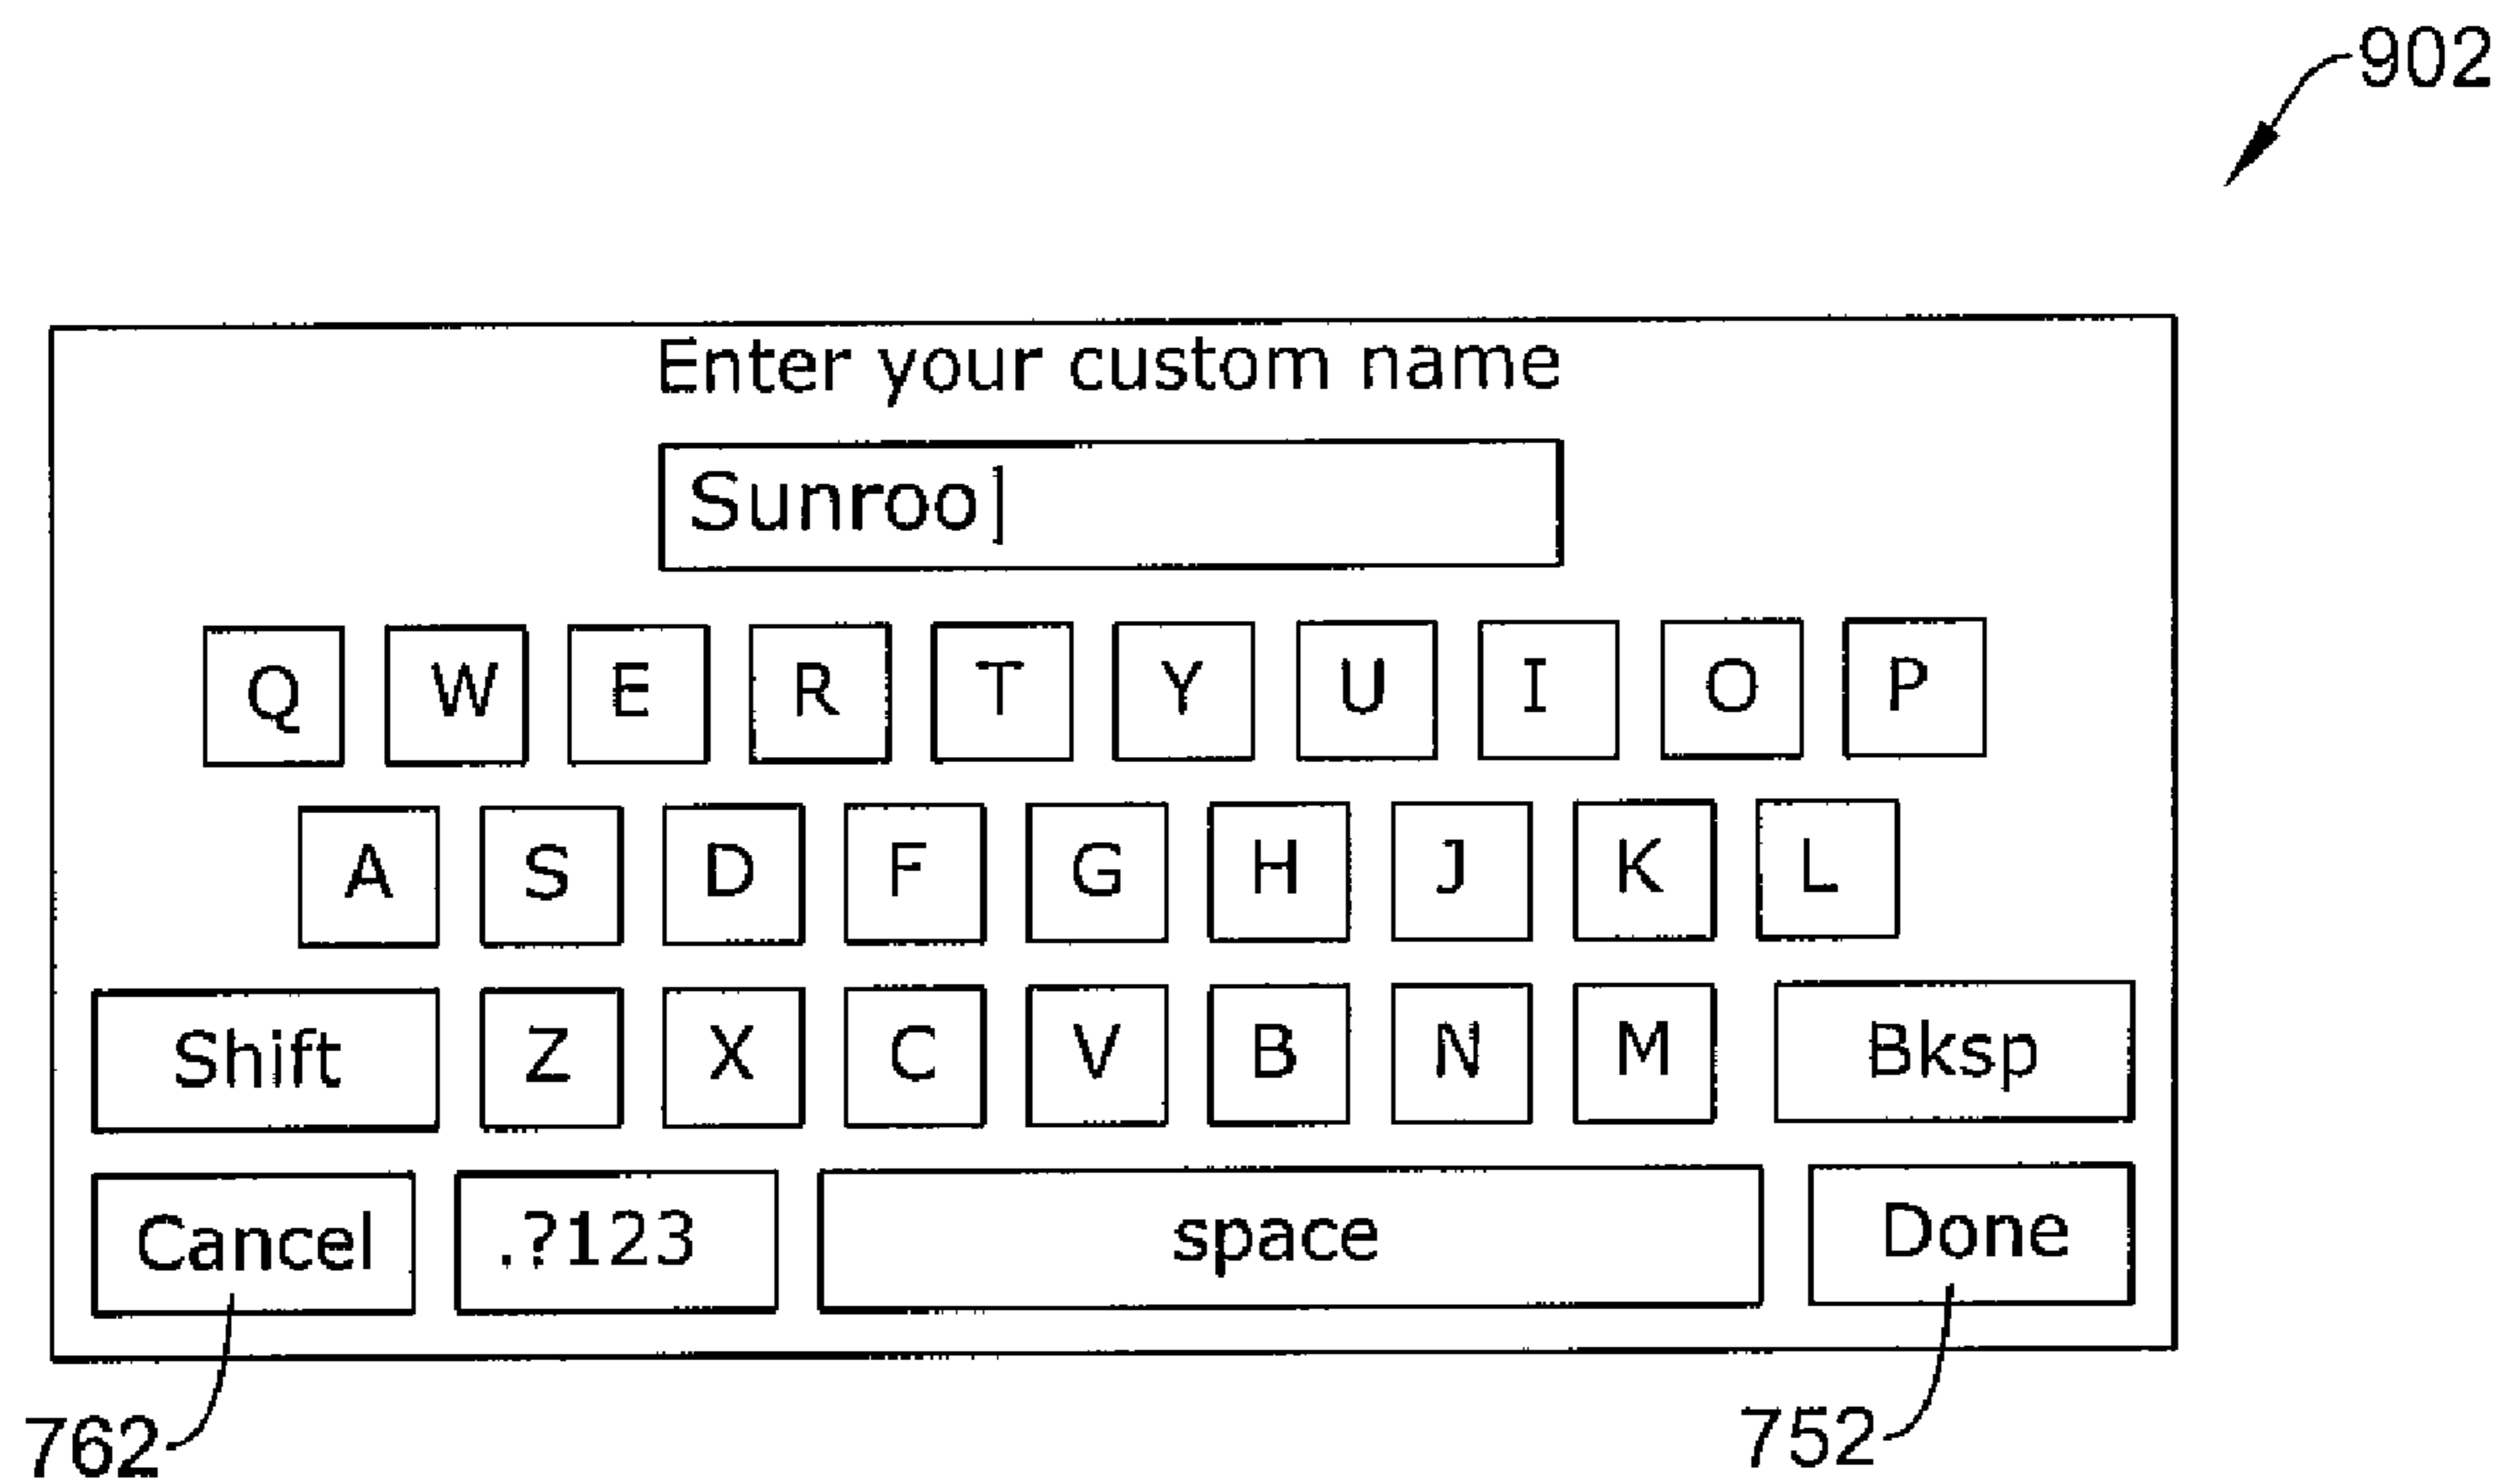 902
Enter your custom name
Sunroo
Q W E R T Y U I O P
A S D F G H J K L
Shift Z X C V B N M Bksp
Cancel .?123 space Done
762 752